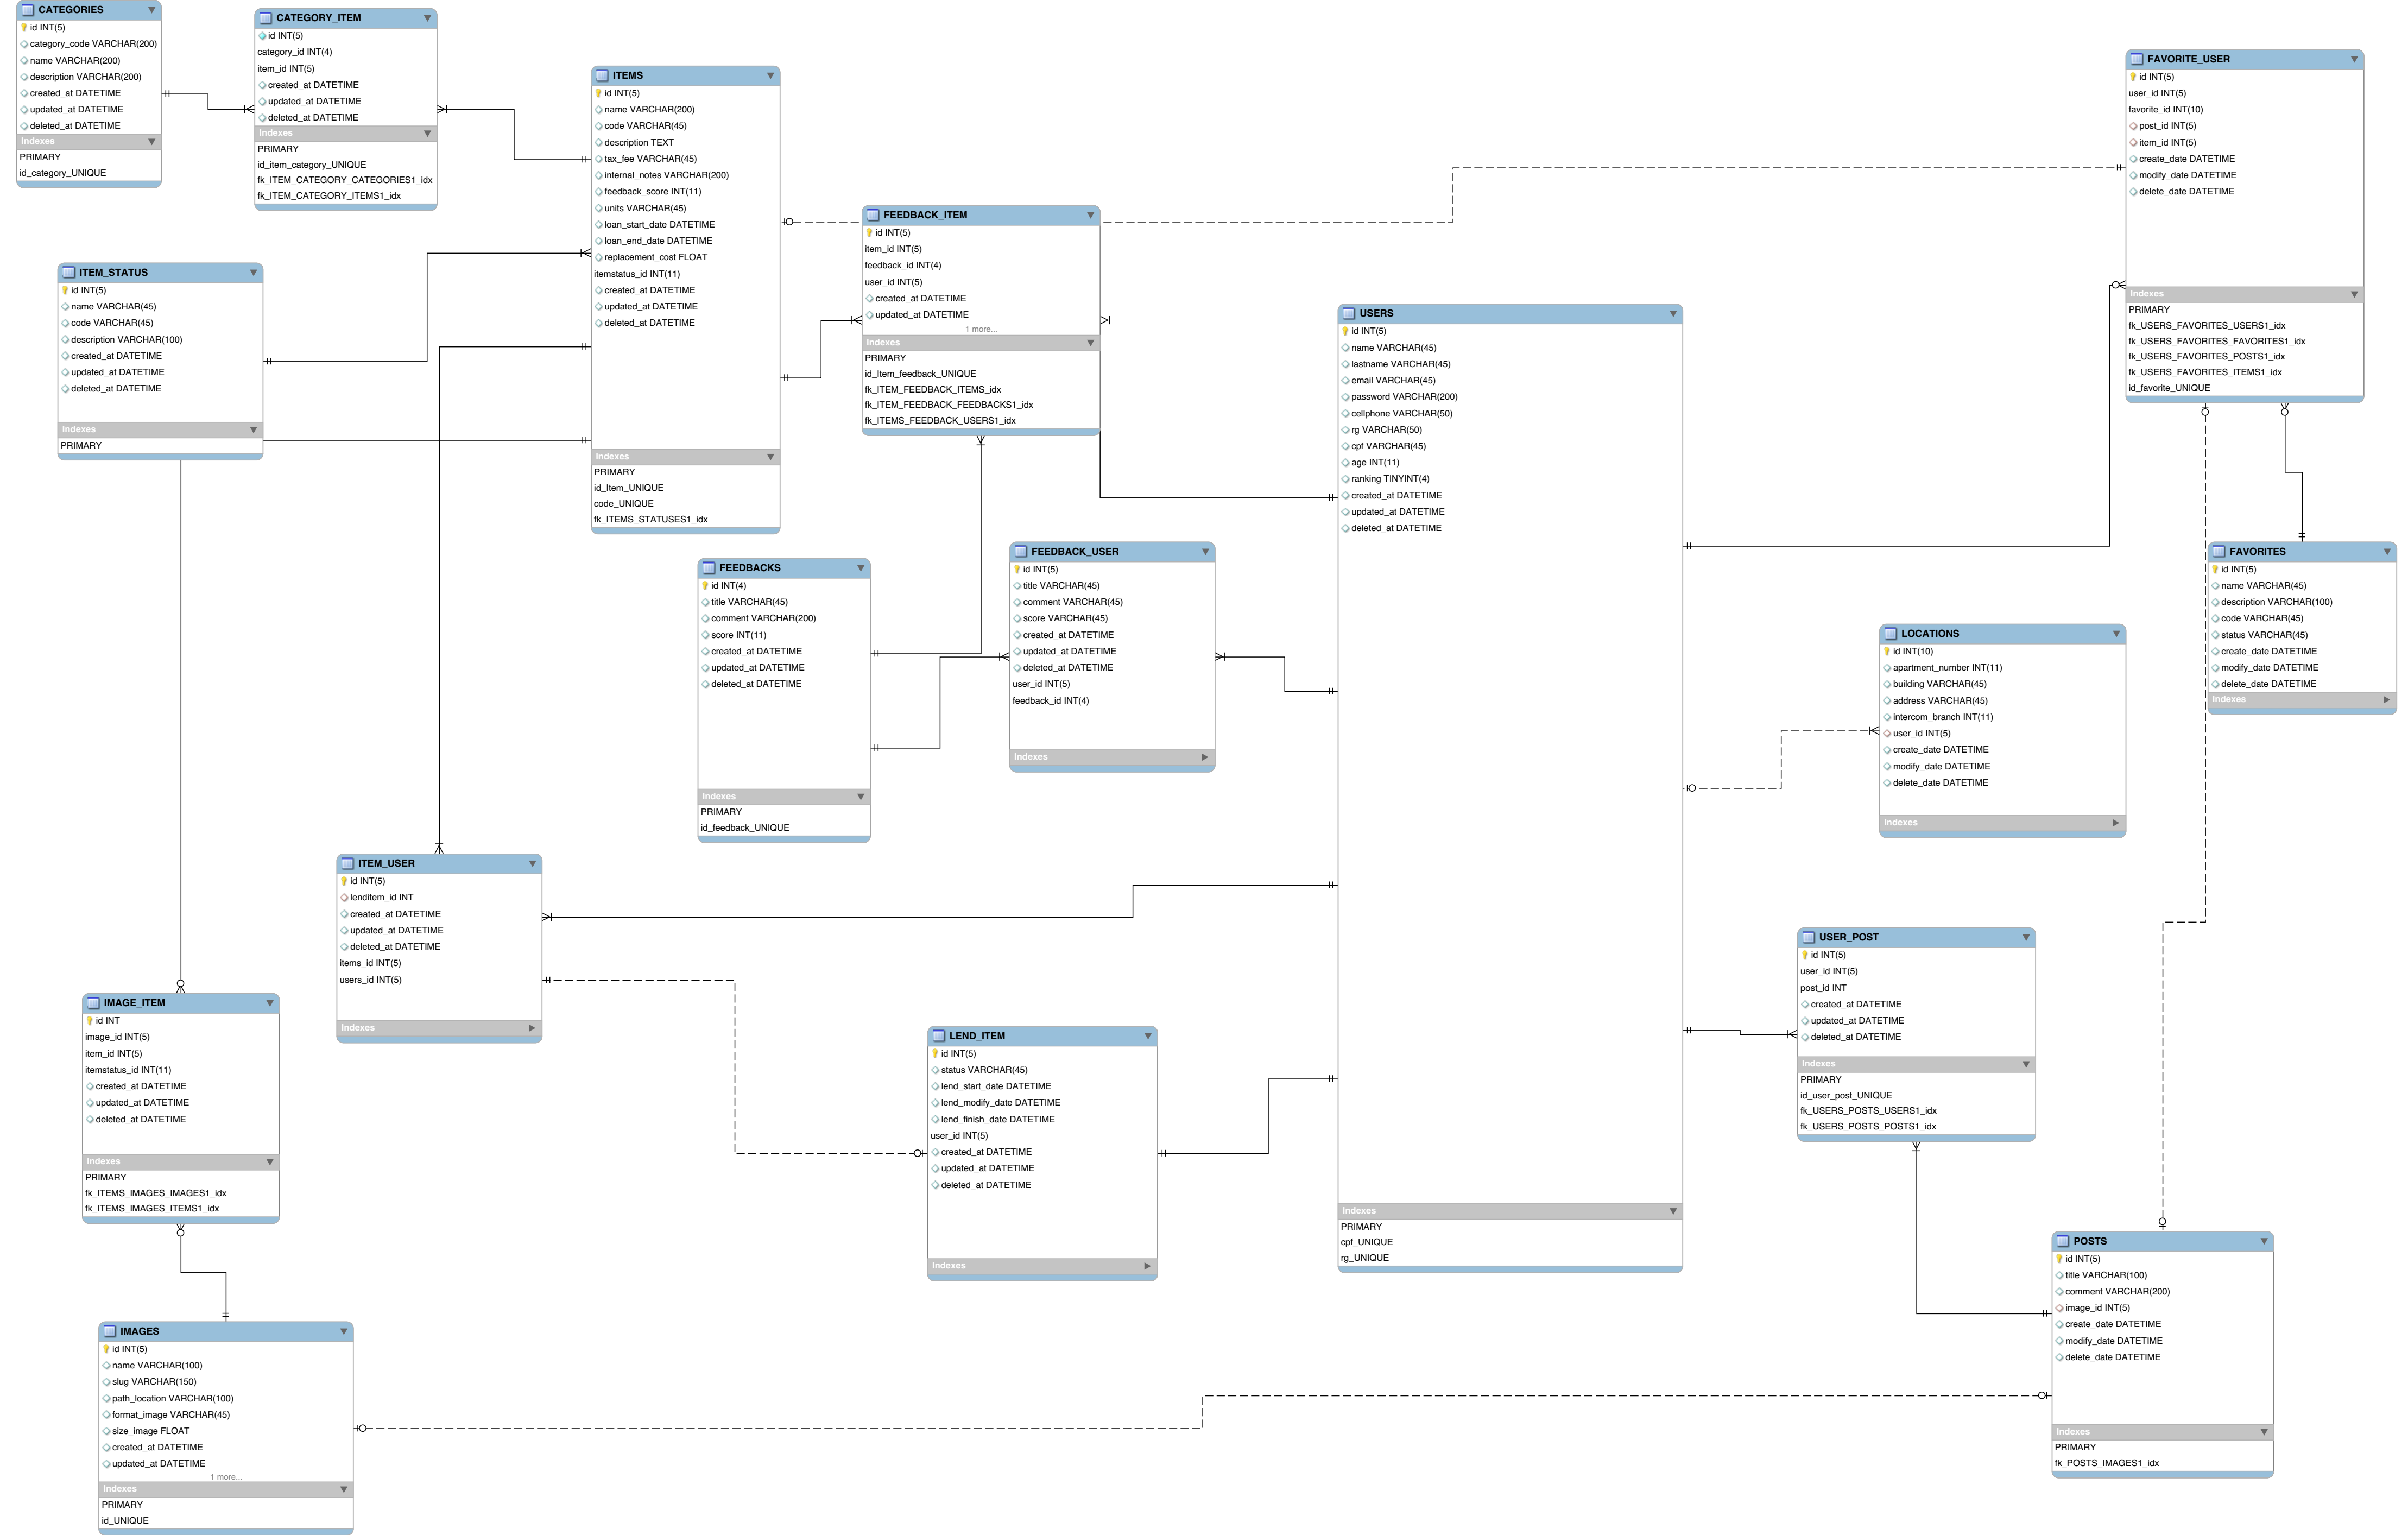 CATEGORIES
id INT(5)
category_code VARCHAR(200)
name VARCHAR(200)
description VARCHAR(200)
created_at DATETIME
updated_at DATETIME
deleted_at DATETIME
Indexes
PRIMARY
id_category_UNIQUE
CATEGORY_ITEM
id INT(5)
category_id INT(4)
item_id INT(5)
created_at DATETIME
updated_at DATETIME
deleted_at DATETIME
Indexes
PRIMARY
id_item_category_UNIQUE
fk_ITEM_CATEGORY_CATEGORIES1_idx
fk_ITEM_CATEGORY_ITEMS1_idx
ITEMS
id INT(5)
name VARCHAR(200)
code VARCHAR(45)
description TEXT
tax_fee VARCHAR(45)
internal_notes VARCHAR(200)
feedback_score INT(11)
units VARCHAR(45)
loan_start_date DATETIME
loan_end_date DATETIME
replacement_cost FLOAT
itemstatus_id INT(11)
created_at DATETIME
updated_at DATETIME
deleted_at DATETIME
Indexes
PRIMARY
id_Item_UNIQUE
code_UNIQUE
fk_ITEMS_STATUSES1_idx
FAVORITE_USER
id INT(5)
user_id INT(5)
favorite_id INT(10)
post_id INT(5)
item_id INT(5)
create_date DATETIME
modify_date DATETIME
delete_date DATETIME
Indexes
PRIMARY
fk_USERS_FAVORITES_USERS1_idx
fk_USERS_FAVORITES_FAVORITES1_idx
fk_USERS_FAVORITES_POSTS1_idx
fk_USERS_FAVORITES_ITEMS1_idx
id_favorite_UNIQUE
FEEDBACK_ITEM
id INT(5)
item_id INT(5)
feedback_id INT(4)
user_id INT(5)
created_at DATETIME
updated_at DATETIME
1 more...
Indexes
PRIMARY
id_Item_feedback_UNIQUE
fk_ITEM_FEEDBACK_ITEMS_idx
fk_ITEM_FEEDBACK_FEEDBACKS1_idx
fk_ITEMS_FEEDBACK_USERS1_idx
ITEM_STATUS
id INT(5)
name VARCHAR(45)
code VARCHAR(45)
description VARCHAR(100)
created_at DATETIME
updated_at DATETIME
deleted_at DATETIME
Indexes
PRIMARY
USERS
id INT(5)
name VARCHAR(45)
lastname VARCHAR(45)
email VARCHAR(45)
password VARCHAR(200)
cellphone VARCHAR(50)
rg VARCHAR(50)
cpf VARCHAR(45)
age INT(11)
ranking TINYINT(4)
created_at DATETIME
updated_at DATETIME
deleted_at DATETIME
Indexes
PRIMARY
cpf_UNIQUE
rg_UNIQUE
FEEDBACKS
id INT(4)
title VARCHAR(45)
comment VARCHAR(200)
score INT(11)
created_at DATETIME
updated_at DATETIME
deleted_at DATETIME
Indexes
PRIMARY
id_feedback_UNIQUE
FEEDBACK_USER
id INT(5)
title VARCHAR(45)
comment VARCHAR(45)
score VARCHAR(45)
created_at DATETIME
updated_at DATETIME
deleted_at DATETIME
user_id INT(5)
feedback_id INT(4)
Indexes
FAVORITES
id INT(5)
name VARCHAR(45)
description VARCHAR(100)
code VARCHAR(45)
status VARCHAR(45)
create_date DATETIME
modify_date DATETIME
delete_date DATETIME
Indexes
LOCATIONS
id INT(10)
apartment_number INT(11)
building VARCHAR(45)
address VARCHAR(45)
intercom_branch INT(11)
user_id INT(5)
create_date DATETIME
modify_date DATETIME
delete_date DATETIME
Indexes
ITEM_USER
id INT(5)
lenditem_id INT
created_at DATETIME
updated_at DATETIME
deleted_at DATETIME
items_id INT(5)
users_id INT(5)
Indexes
USER_POST
id INT(5)
user_id INT(5)
post_id INT
created_at DATETIME
updated_at DATETIME
deleted_at DATETIME
Indexes
PRIMARY
id_user_post_UNIQUE
fk_USERS_POSTS_USERS1_idx
fk_USERS_POSTS_POSTS1_idx
IMAGE_ITEM
id INT
image_id INT(5)
item_id INT(5)
itemstatus_id INT(11)
created_at DATETIME
updated_at DATETIME
deleted_at DATETIME
Indexes
PRIMARY
fk_ITEMS_IMAGES_IMAGES1_idx
fk_ITEMS_IMAGES_ITEMS1_idx
LEND_ITEM
id INT(5)
status VARCHAR(45)
lend_start_date DATETIME
lend_modify_date DATETIME
lend_finish_date DATETIME
user_id INT(5)
created_at DATETIME
updated_at DATETIME
deleted_at DATETIME
Indexes
POSTS
id INT(5)
title VARCHAR(100)
comment VARCHAR(200)
image_id INT(5)
create_date DATETIME
modify_date DATETIME
delete_date DATETIME
Indexes
PRIMARY
fk_POSTS_IMAGES1_idx
IMAGES
id INT(5)
name VARCHAR(100)
slug VARCHAR(150)
path_location VARCHAR(100)
format_image VARCHAR(45)
size_image FLOAT
created_at DATETIME
updated_at DATETIME
1 more...
Indexes
PRIMARY
id_UNIQUE